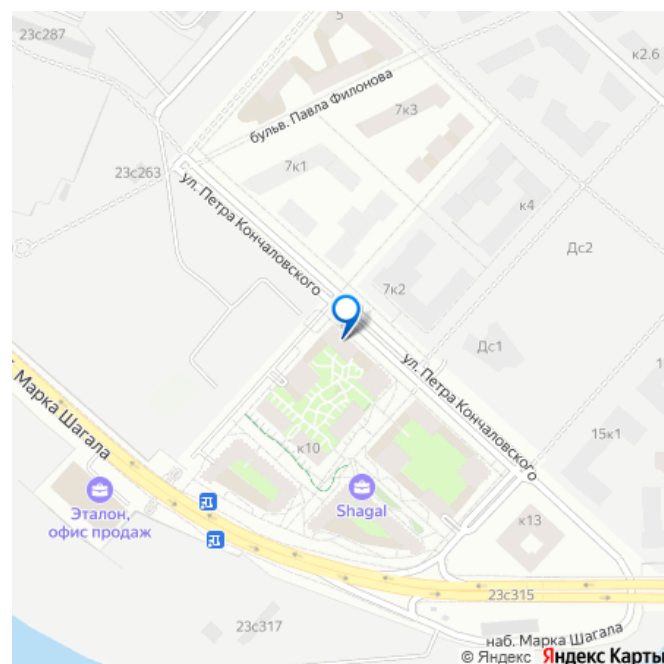 5
23с287
к2.6
бульв. Павла Филонова
7к3
7к1
23с263
ул. Петра Кончаловского
к4
Дс2
7к2
Дс1
ул. Петра Кончаловского
1
15к1
. Марка Шагала
к10
Эталон,
офис продаж
Shagal
к13
23с315
23с317
наб. Марка Шагала
© Яндекс Яндекс Карты